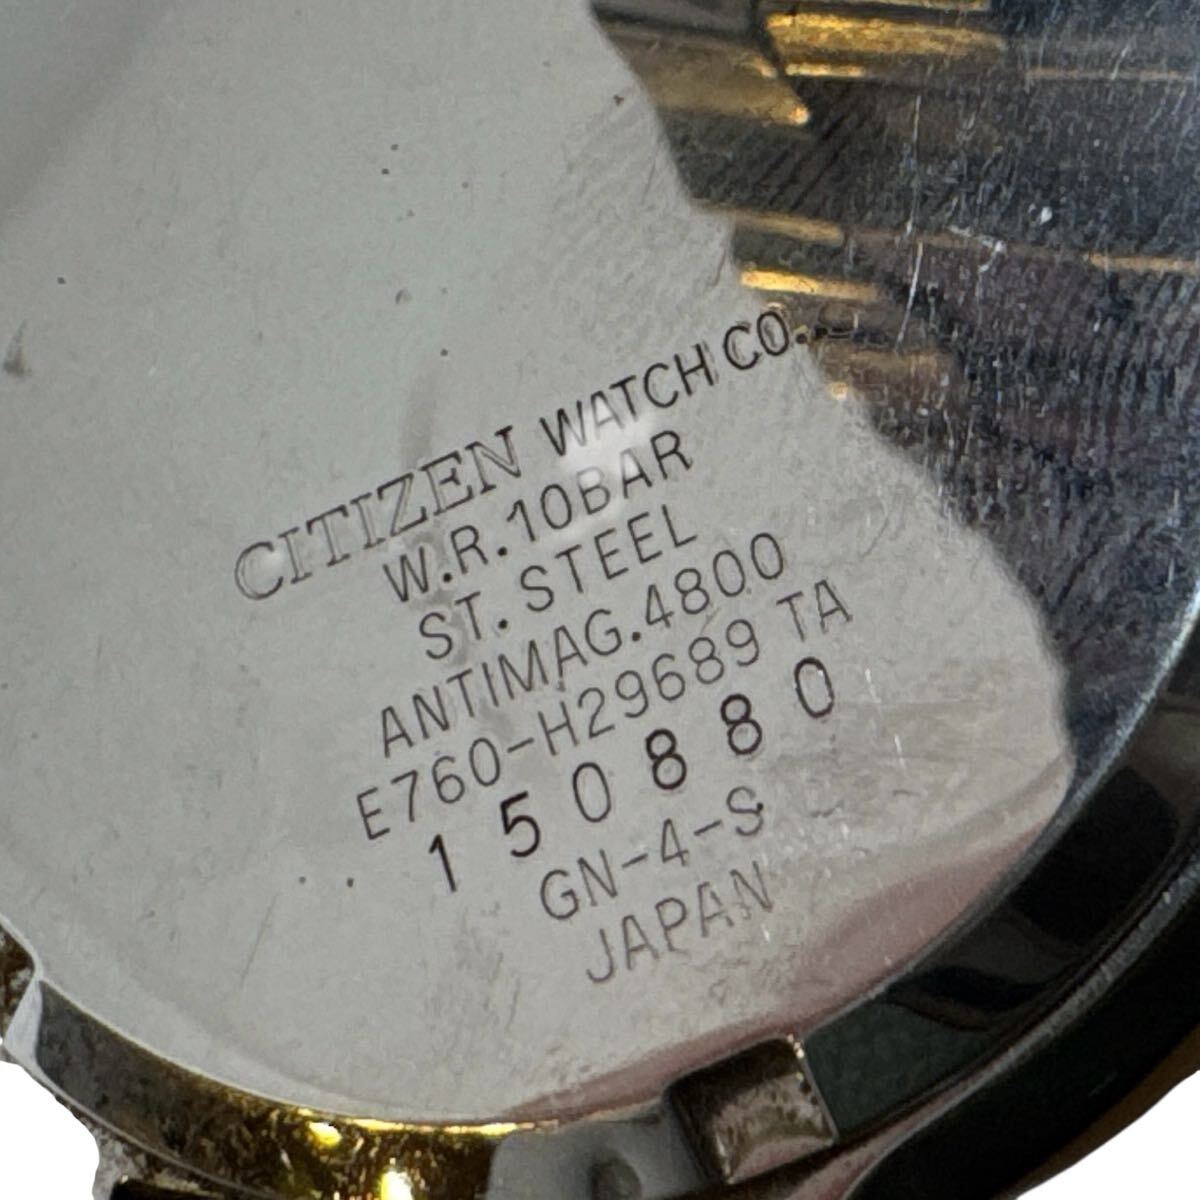 CITIZEN WATCH CO.
W.R.10BAR
ST. STEEL
ANTIMAG.4800
E760-H29689 TA
150880
GN-4-S
JAPAN